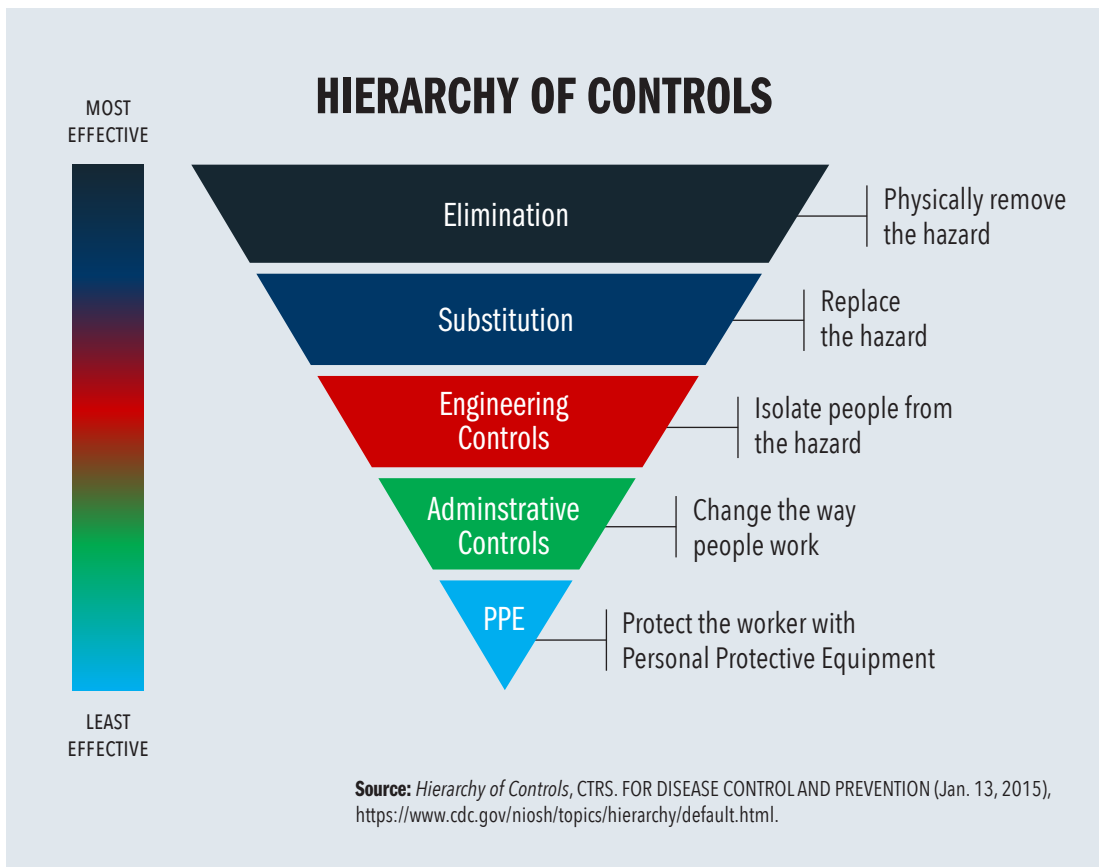 HIERARCHY OF CONTROLS
MOST
EFFECTIVE
Elimination
Physically remove
the hazard
Substitution
Replace
the hazard
Engineering
Controls
Isolate people from
the hazard
Adminstrative
Controls
Change the way
people work
PPE
Protect the worker with
Personal Protective Equipment
LEAST
EFFECTIVE
Source: Hierarchy of Controls, CTRS. FOR DISEASE CONTROL AND PREVENTION (Jan. 13, 2015),
https://www.cdc.gov/niosh/topics/hierarchy/default.html.